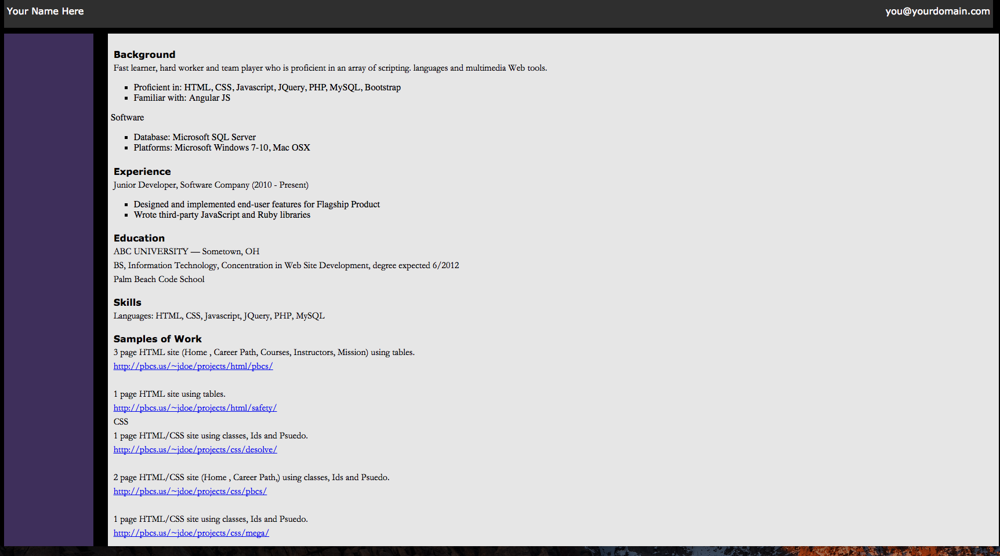 Your Name Here
you@yourdomain.com
Background
Fast learner, hard worker and team player who is proficient in an array of scripting. languages and multimedia Web tools.
Proficient in: HTML, CSS, Javascript, JQuery, PHP, MySQL, Bootstrap
Familiar with: Angular JS
Software
Database: Microsoft SQL Server
Platforms: Microsoft Windows 7-10, Mac OSX
Experience
Junior Developer, Software Company (2010 - Present)
Designed and implemented end-user features for Flagship Product
Wrote third-party JavaScript and Ruby libraries
Education
ABC UNIVERSITY — Sometown, OH
BS, Information Technology, Concentration in Web Site Development, degree expected 6/2012
Palm Beach Code School
Skills
Languages: HTML, CSS, Javascript, JQuery, PHP, MySQL
Samples of Work
3 page HTML site (Home , Career Path, Courses, Instructors, Mission) using tables.
http://pbcs.us/~jdoe/projects/html/pbcs/
1 page HTML site using tables.
http://pbcs.us/~jdoe/projects/html/safety/
CSS
1 page HTML/CSS site using classes, Ids and Psuedo.
http://pbcs.us/~jdoe/projects/css/desolve/
2 page HTML/CSS site (Home , Career Path,) using classes, Ids and Psuedo.
http://pbcs.us/~jdoe/projects/css/pbcs/
1 page HTML/CSS site using classes, Ids and Psuedo.
http://pbcs.us/~jdoe/projects/css/mega/